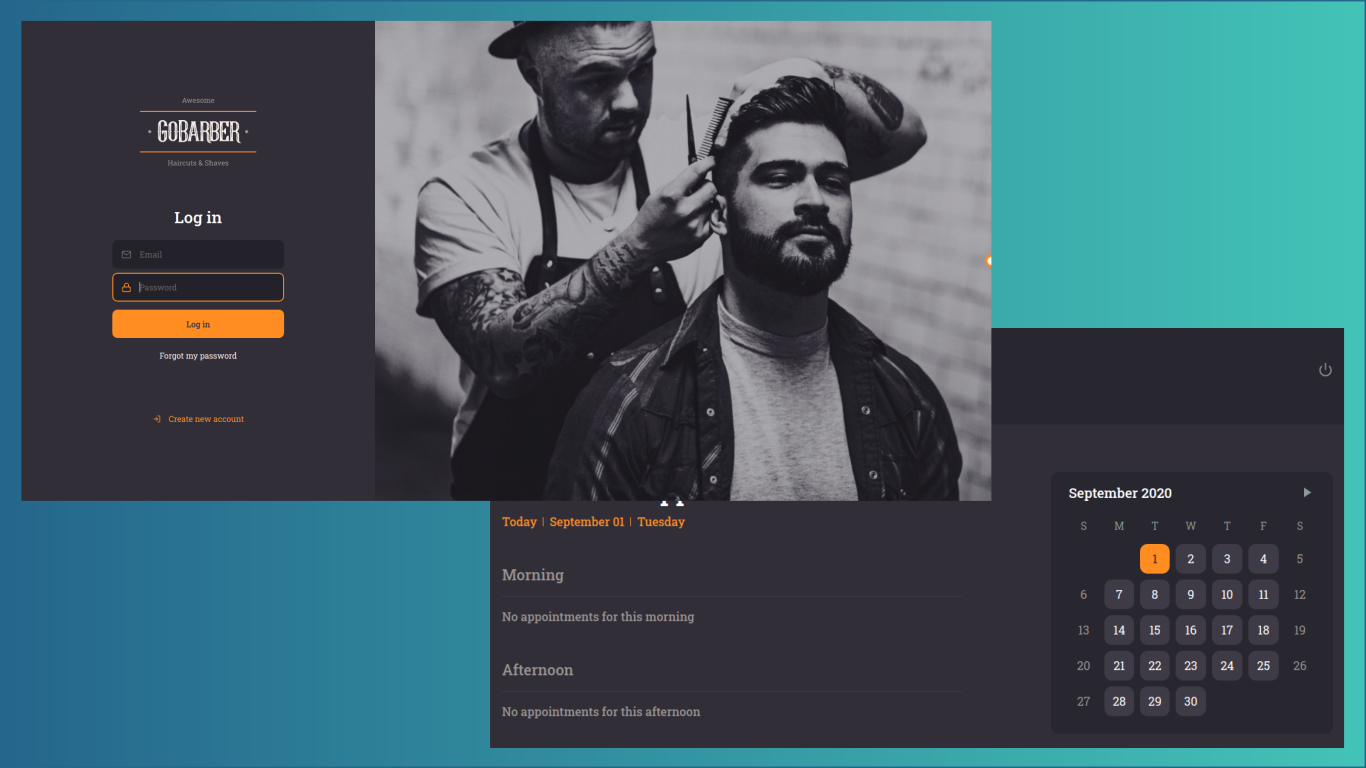 Awesome
GOBARBER
Haircuts & Shaves
Log in
Email
Password
Log in
Forgot my password
Create new account
Today | September 01 | Tuesday
Morning
No appointments for this morning
Afternoon
No appointments for this afternoon
September 2020
S M T W T F S
1 2 3 4 5
6 7 8 9 10 11 12
13 14 15 16 17 18 19
20 21 22 23 24 25 26
27 28 29 30